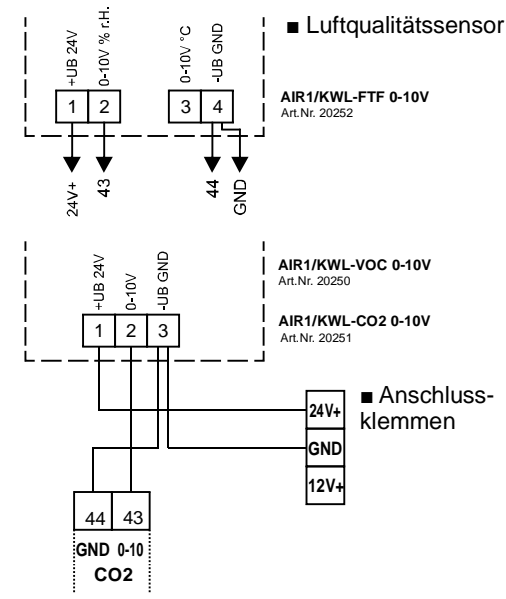 ■ Luftqualitätssensor
+UB 24V
0-10V % r.H.
0-10V °C
-UB GND
1 2 3 4
AIR1/KWL-FTF 0-10V
Art.Nr. 20252
24V+
43
44
GND
+UB 24V
0-10V
-UB GND
1 2 3
AIR1/KWL-VOC 0-10V
Art.Nr. 20250
AIR1/KWL-CO2 0-10V
Art.Nr. 20251
■ Anschluss-
klemmen
24V+
GND
12V+
44 43
GND 0-10
CO2